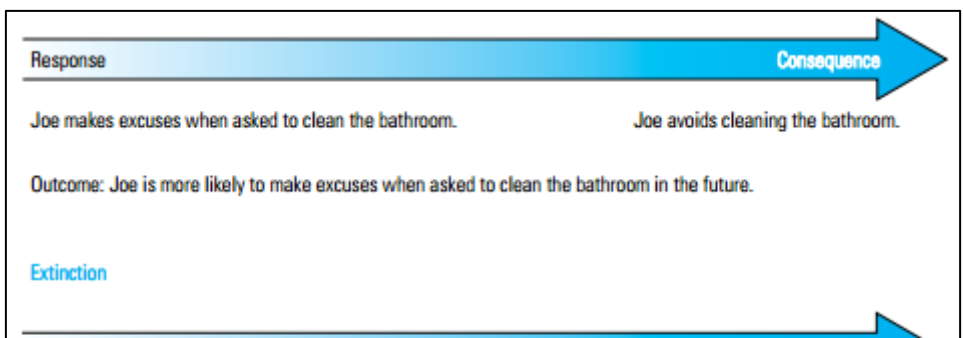 Response Consequence
Joe makes excuses when asked to clean the bathroom. Joe avoids cleaning the bathroom.
Outcome: Joe is more likely to make excuses when asked to clean the bathroom in the future.
Extinction